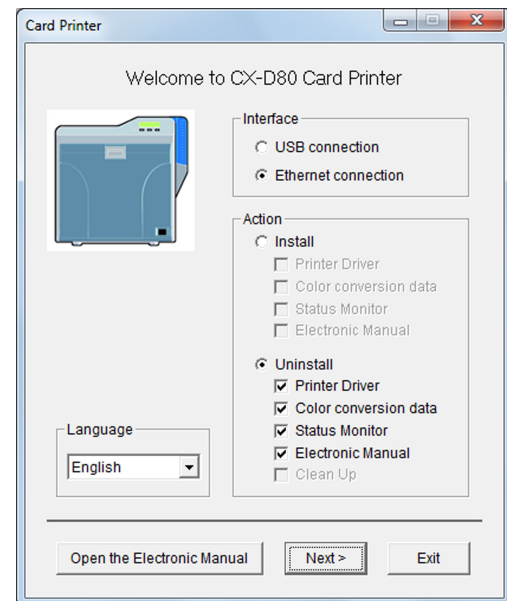 Card Printer
Welcome to CX-D80 Card Printer
Interface
USB connection
Ethernet connection
Action
Install
Printer Driver
Color conversion data
Status Monitor
Electronic Manual
Uninstall
Printer Driver
Color conversion data
Status Monitor
Electronic Manual
Clean Up
Language
English
Open the Electronic Manual
Next >
Exit